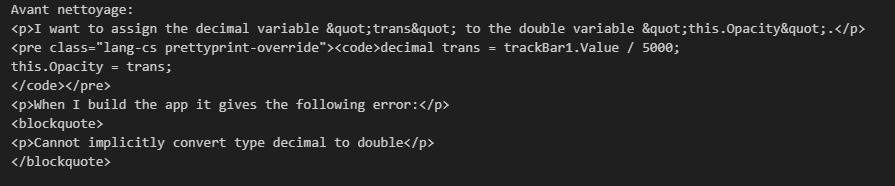 Avant nettoyage:
<p>I want to assign the decimal variable &quot;trans&quot; to the double variable &quot;this.Opacity&quot;.</p>
<pre class="lang-cs prettyprint-override"><code>decimal trans = trackBar1.Value / 5000;
this.Opacity = trans;
</code></pre>
<p>When I build the app it gives the following error:</p>
<blockquote>
<p>Cannot implicitly convert type decimal to double</p>
</blockquote>